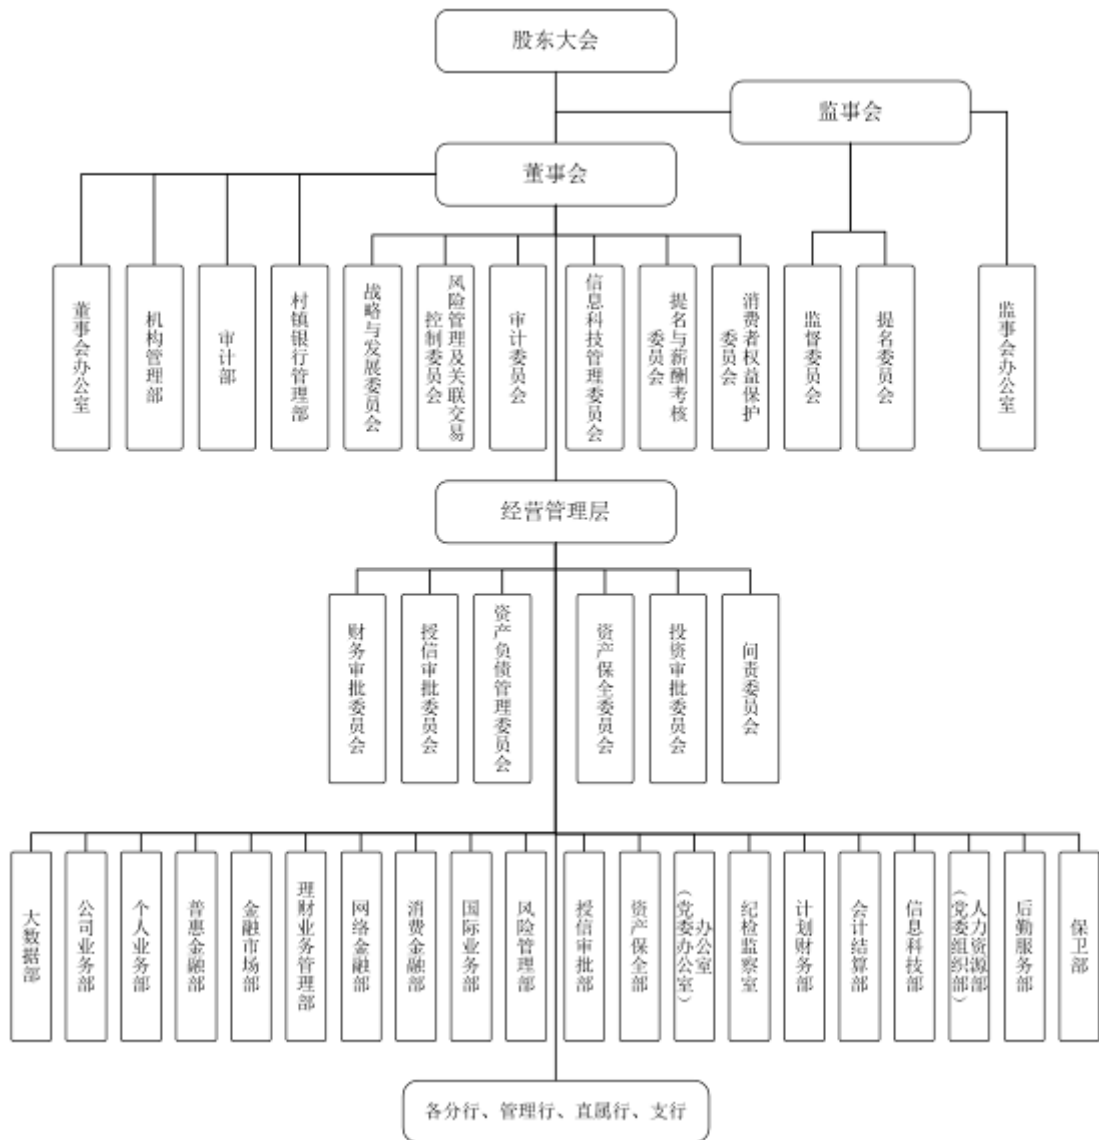 股东大会
监事会
董事会
董事会办公室
机构管理部
审计部
村镇银行管理部
战略与发展委员会
风险管理及关联交易
控制委员会
审计委员会
信息科技管理委员会
提名与薪酬考核
委员会
消费者权益保护
委员会
监督委员会
提名委员会
监事会办公室
经营管理层
财务审批委员会
授信审批委员会
资产负债管理委员会
资产保全委员会
投资审批委员会
问责委员会
大数据部
公司业务部
个人业务部
普惠金融部
金融市场部
理财业务管理部
网络金融部
消费金融部
国际业务部
风险管理部
授信审批部
资产保全部
办公室
（党委办公室）
纪检监察室
计划财务部
会计结算部
信息科技部
人力资源部
（党委组织部）
后勤服务部
保卫部
各分行、管理行、直属行、支行